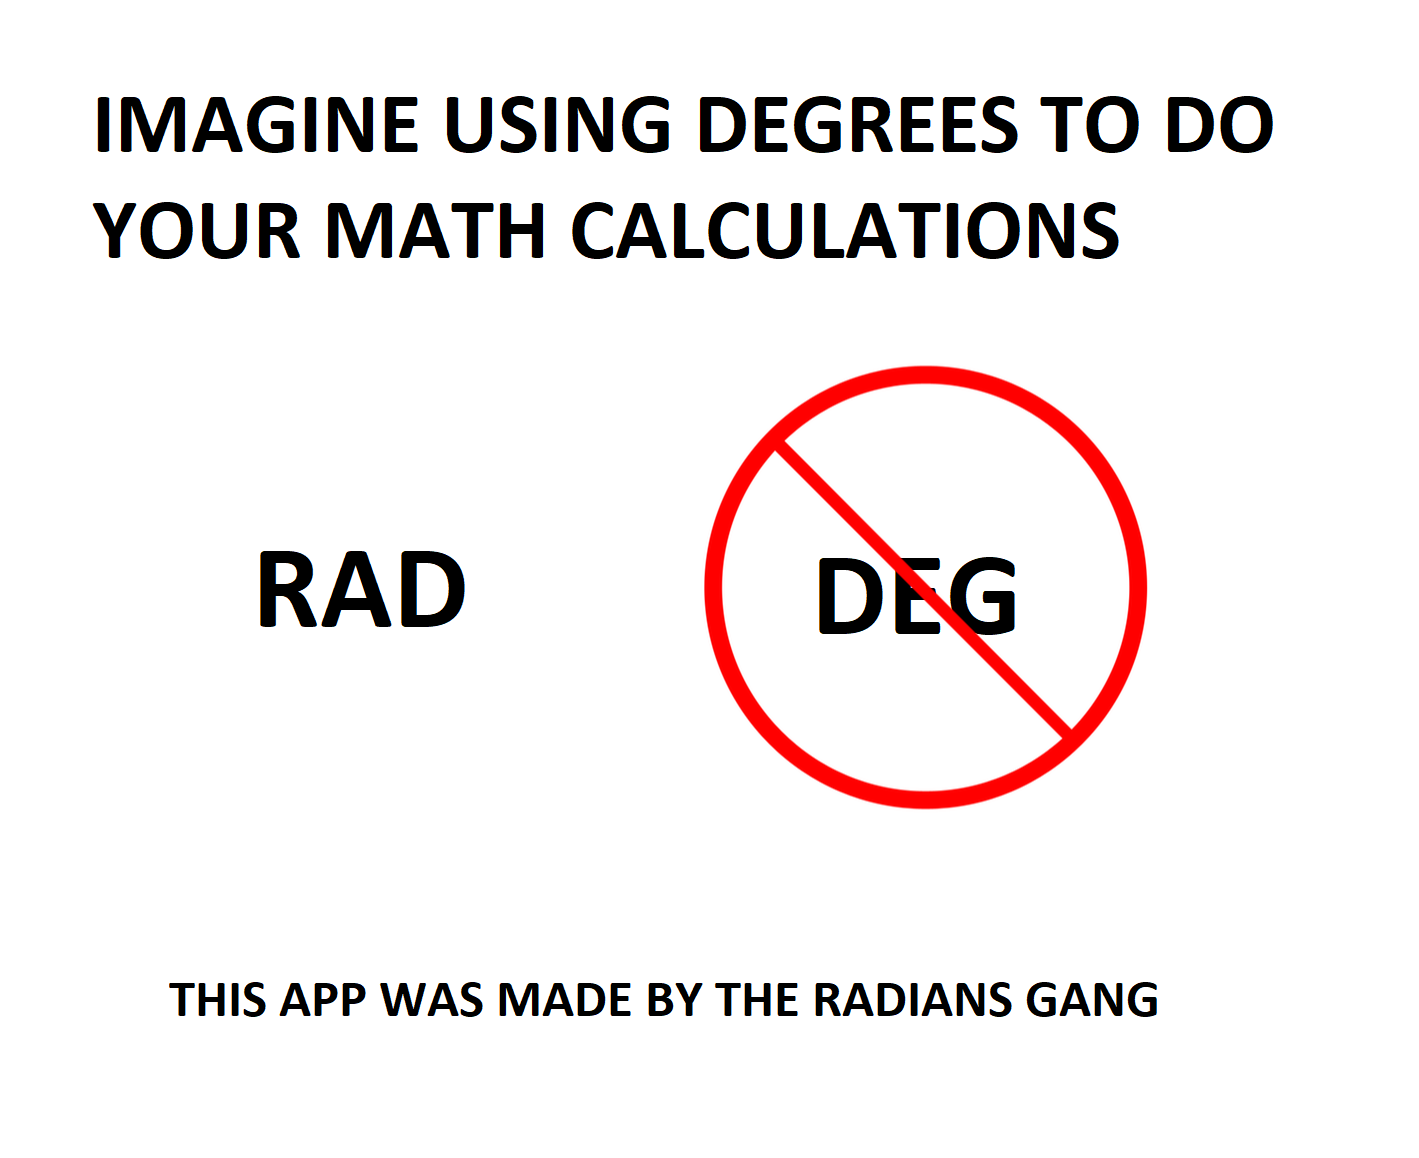 IMAGINE USING DEGREES TO DO
YOUR MATH CALCULATIONS
RAD
DEG
THIS APP WAS MADE BY THE RADIANS GANG